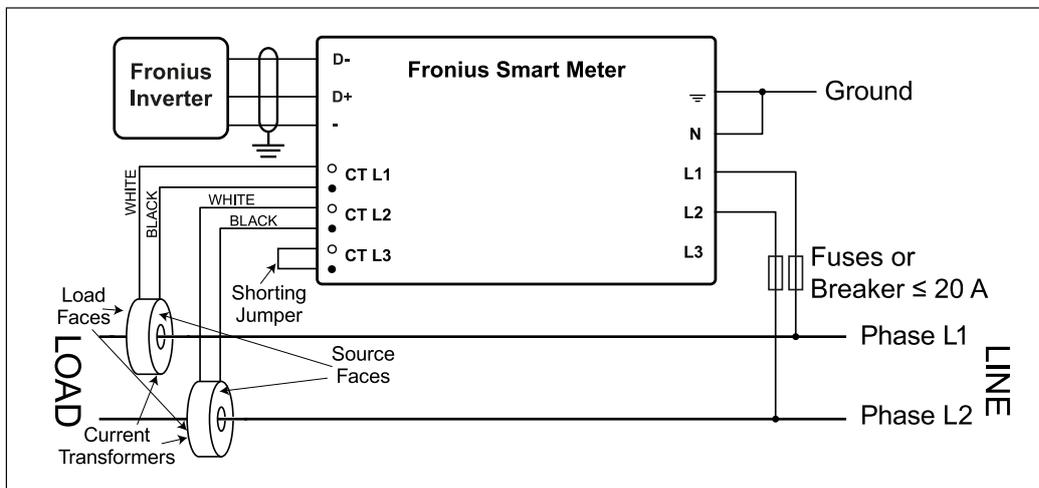 Fronius
Inverter
D-
D+
-
Fronius Smart Meter
N
L1
L2
L3
Ground
CT L1
CT L2
CT L3
WHITE
BLACK
WHITE
BLACK
Shorting
Jumper
Fuses or
Breaker ≤ 20 A
Load
Faces
Source
Faces
Current
Transformers
LOAD
Phase L1
Phase L2
LINE